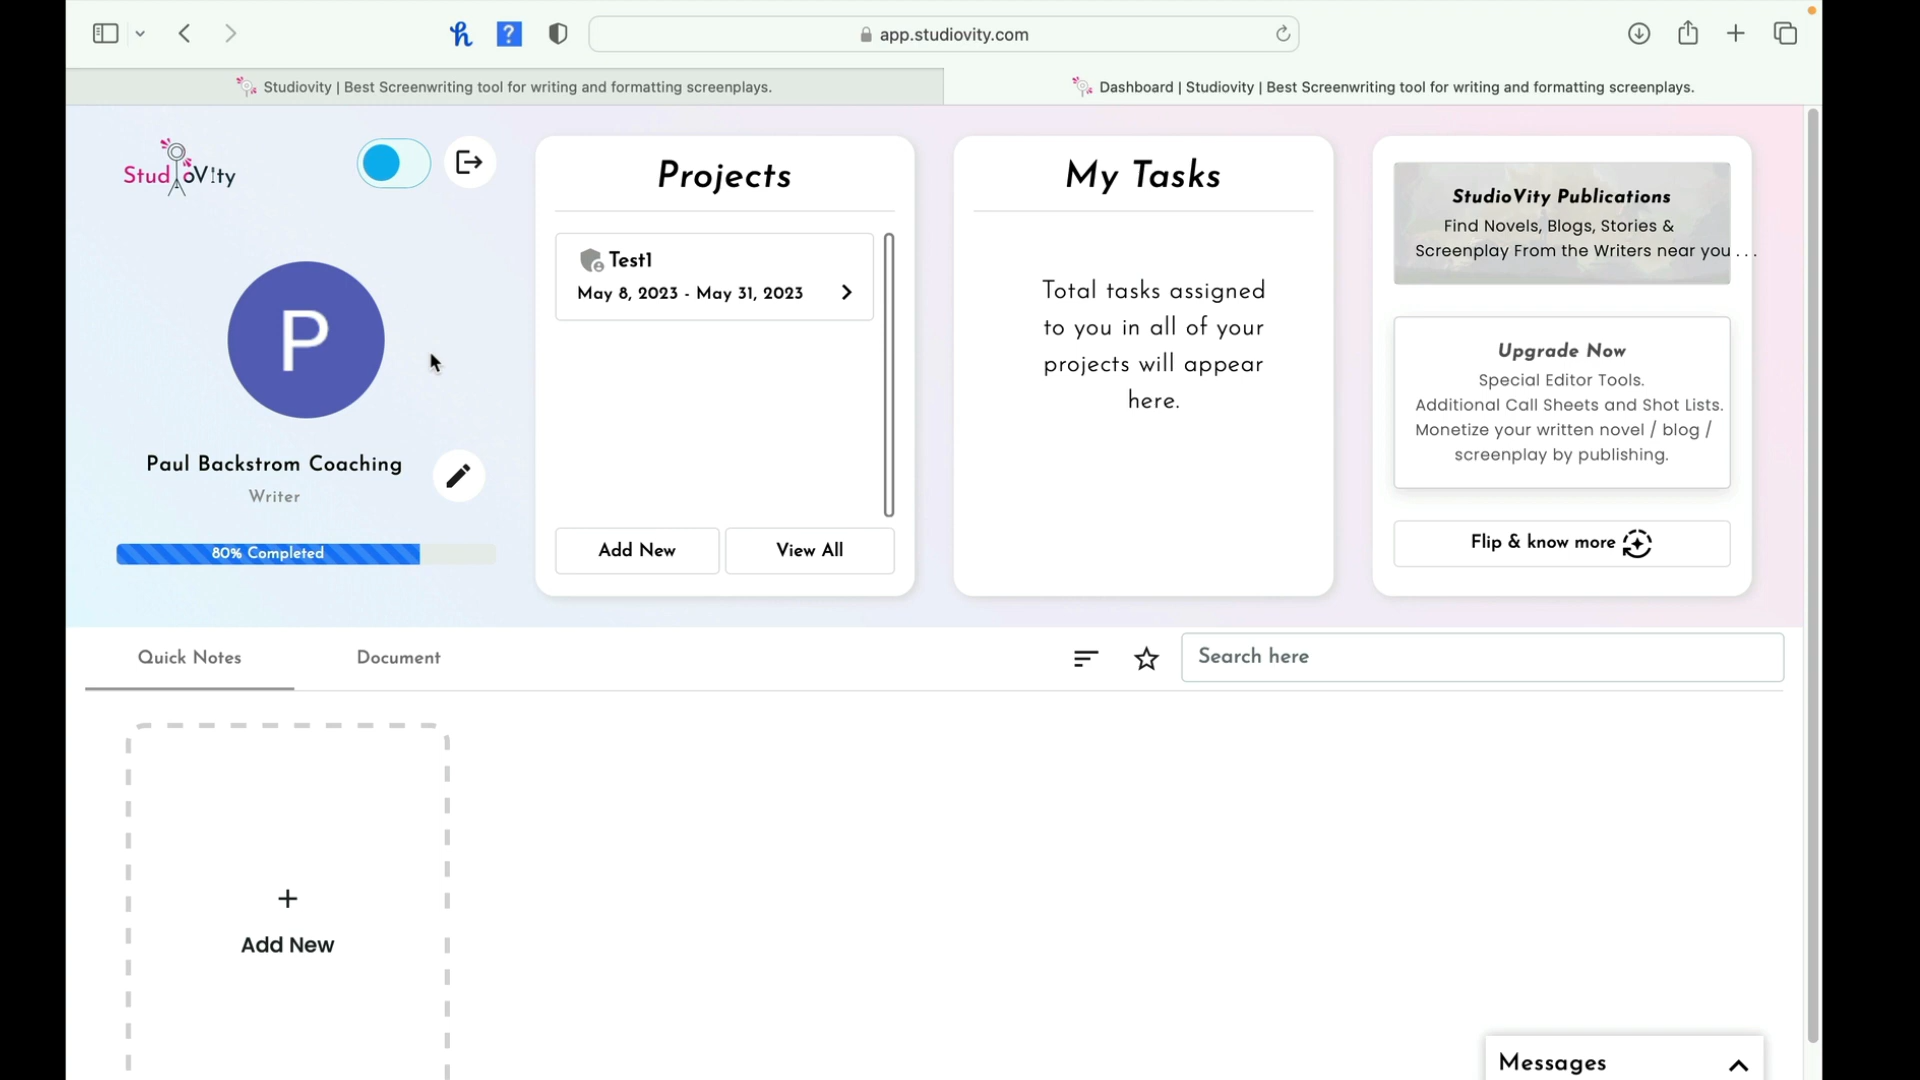 app.studiovity.com
Studiovity | Best Screenwriting tool for writing and formatting screenplays.
Dashboard | Studiovity | Best Screenwriting tool for writing and formatting screenplays.
StudioV!ty
P
Paul Backstrom Coaching
Writer
80% Completed
Projects
Test1
May 8, 2023 - May 31, 2023
Add New
View All
My Tasks
Total tasks assigned
to you in all of your
projects will appear
here.
StudioVity Publications
Find Novels, Blogs, Stories &
Screenplay From the Writers near you . . .
Upgrade Now
Special Editor Tools.
Additional Call Sheets and Shot Lists.
Monetize your written novel / blog /
screenplay by publishing.
Flip & know more
Quick Notes
Document
Search here
+
Add New
Messages